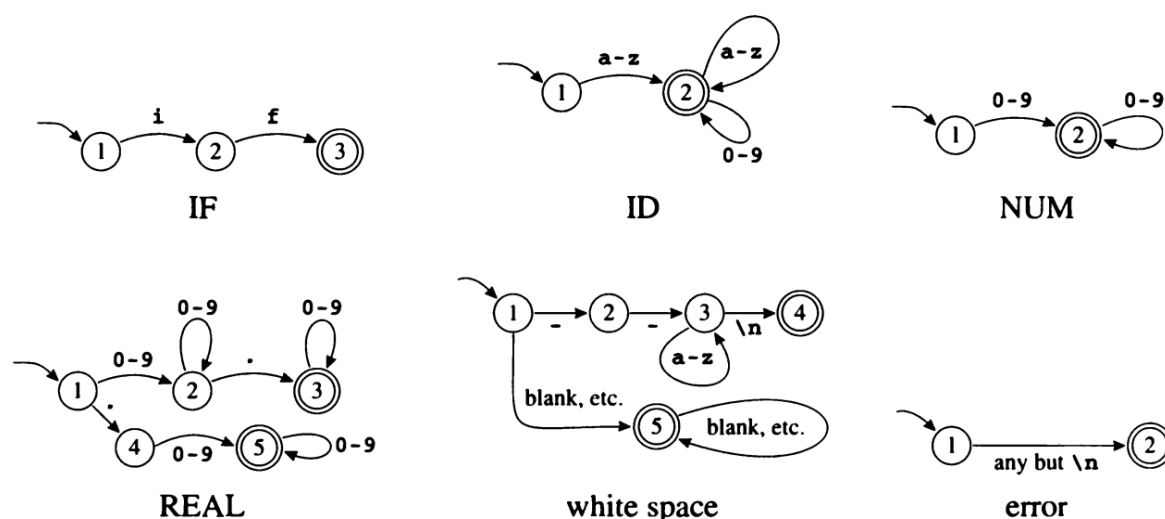 i f
1 2 3
IF
a-z a-z
1 2
0-9
ID
0-9 0-9
1 2
NUM
0-9 0-9
0-9 .
1 2 3
.
4 0-9 5 0-9
REAL
1 - 2 - 3 \n 4
a-z
blank, etc. 5 blank, etc.
white space
1 any but \n 2
error